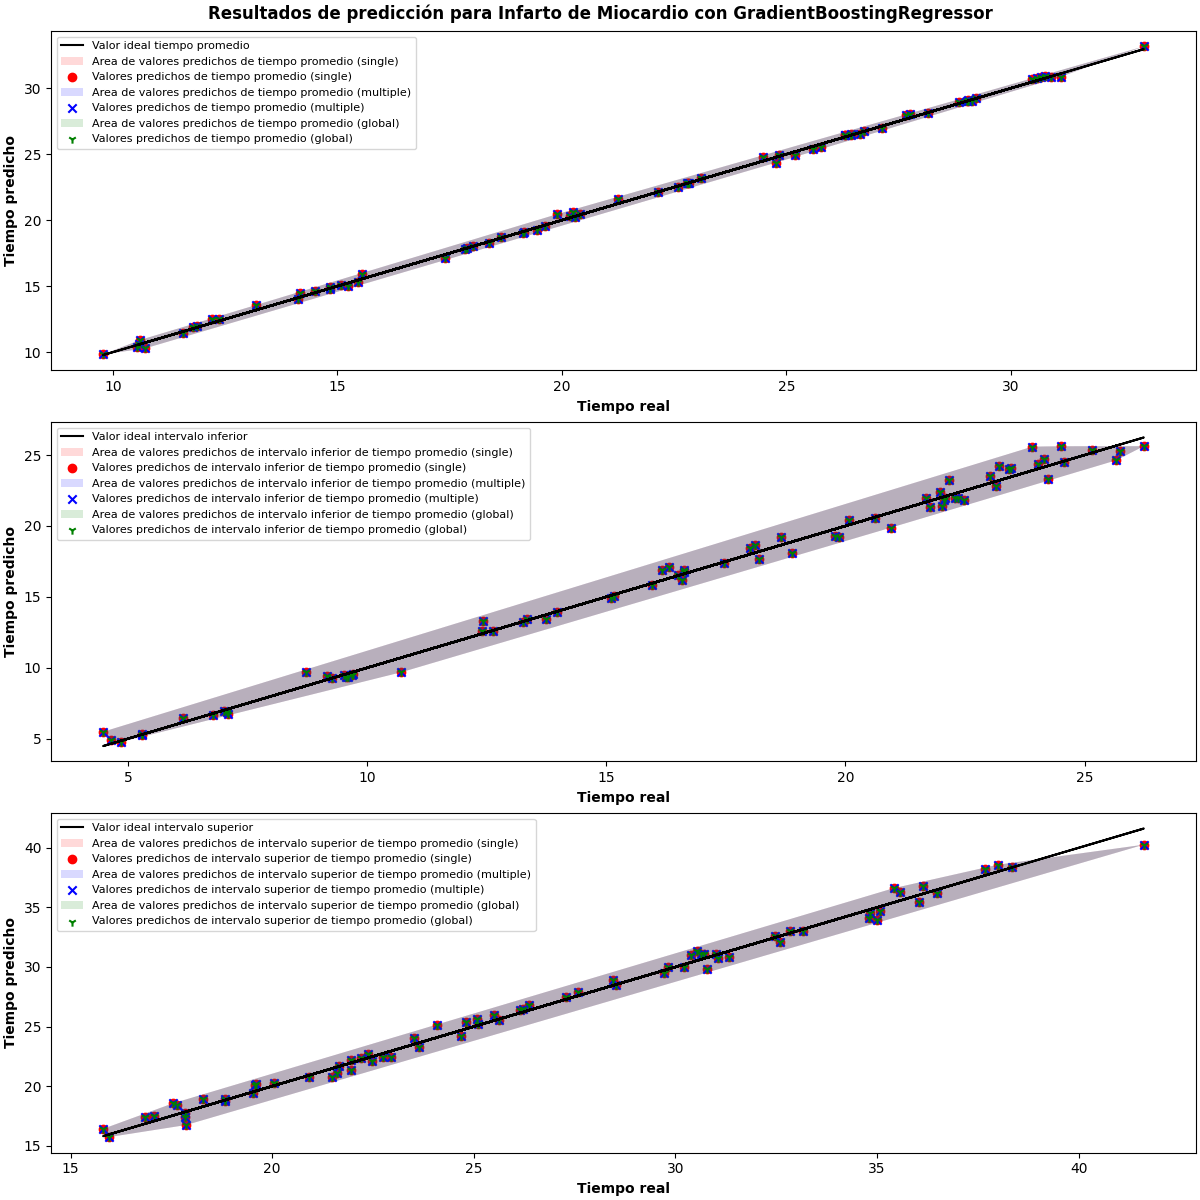 Resultados de predicción para Infarto de Miocardio con GradientBoostingRegressor
Valor ideal tiempo promedio
Area de valores predichos de tiempo promedio (single)
Valores predichos de tiempo promedio (single)
Area de valores predichos de tiempo promedio (multiple)
Valores predichos de tiempo promedio (multiple)
Area de valores predichos de tiempo promedio (global)
Valores predichos de tiempo promedio (global)
Tiempo predicho
30
25
20
15
10
10 15 20 25 30
Tiempo real
Valor ideal intervalo inferior
Area de valores predichos de intervalo inferior de tiempo promedio (single)
Valores predichos de intervalo inferior de tiempo promedio (single)
Area de valores predichos de intervalo inferior de tiempo promedio (multiple)
Valores predichos de intervalo inferior de tiempo promedio (multiple)
Area de valores predichos de intervalo inferior de tiempo promedio (global)
Valores predichos de intervalo inferior de tiempo promedio (global)
Tiempo predicho
25
20
15
10
5
5 10 15 20 25
Tiempo real
Valor ideal intervalo superior
Area de valores predichos de intervalo superior de tiempo promedio (single)
Valores predichos de intervalo superior de tiempo promedio (single)
Area de valores predichos de intervalo superior de tiempo promedio (multiple)
Valores predichos de intervalo superior de tiempo promedio (multiple)
Area de valores predichos de intervalo superior de tiempo promedio (global)
Valores predichos de intervalo superior de tiempo promedio (global)
Tiempo predicho
40
35
30
25
20
15
15 20 25 30 35 40
Tiempo real